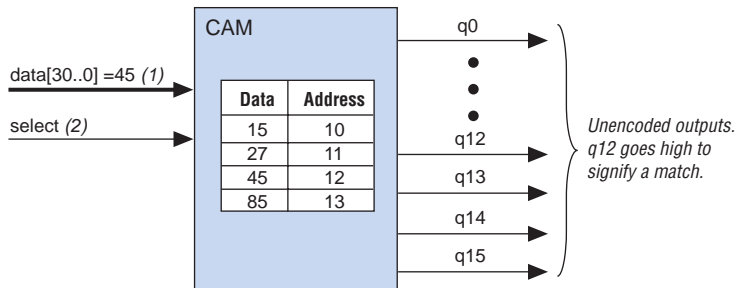 CAM
q0
data[30..0] =45 (1)
select (2)
Data Address
15 10
27 11
45 12
85 13
q12
q13
q14
q15
Unencoded outputs.
q12 goes high to
signify a match.